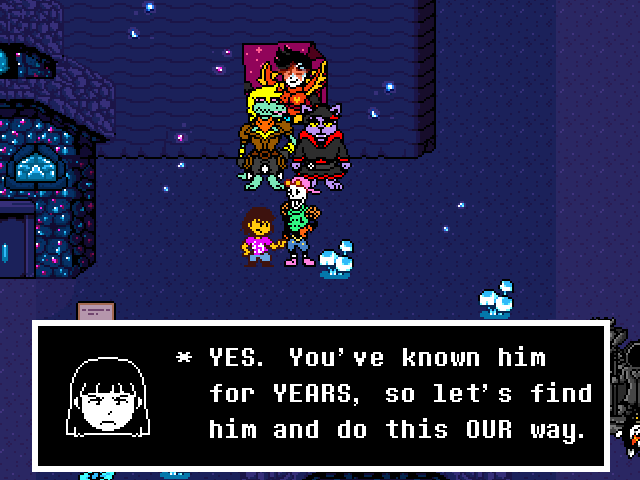 * YES. You've known him
for YEARS, so let's find
him and do this OUR way.